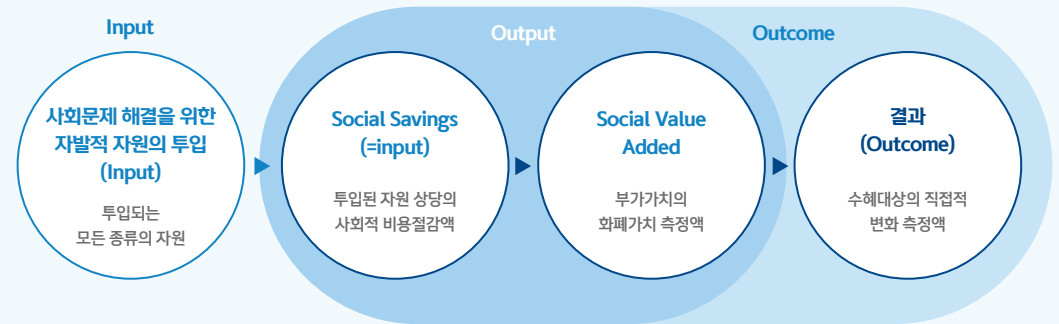 Input
Output
Outcome
사회문제 해결을 위한
자발적 자원의 투입
(Input)
투입되는
모든 종류의 자원
Social Savings
(=input)
투입된 자원 상당의
사회적 비용절감액
Social Value
Added
부가가치의
화폐가치 측정액
결과
(Outcome)
수혜대상의 직접적
변화 측정액